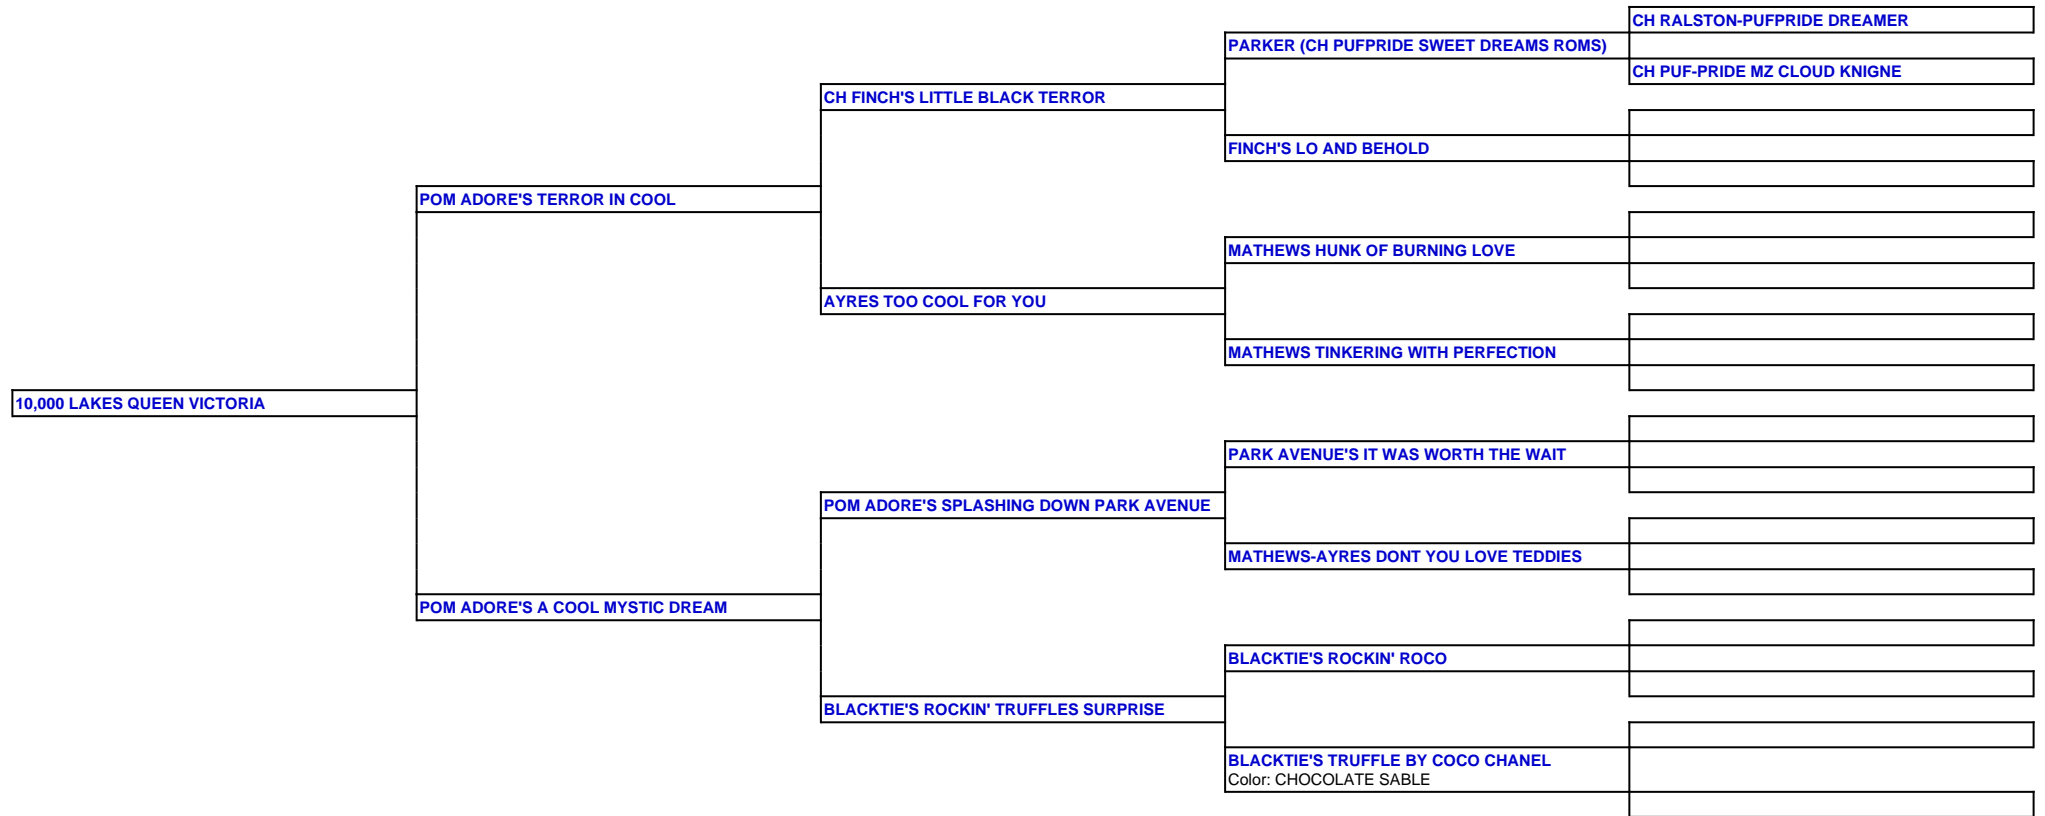 CH RALSTON-PUFPRIDE DREAMER
PARKER (CH PUFPRIDE SWEET DREAMS ROMS)
CH PUF-PRIDE MZ CLOUD KNIGNE
CH FINCH'S LITTLE BLACK TERROR
FINCH'S LO AND BEHOLD
POM ADORE'S TERROR IN COOL
MATHEWS HUNK OF BURNING LOVE
AYRES TOO COOL FOR YOU
MATHEWS TINKERING WITH PERFECTION
10,000 LAKES QUEEN VICTORIA
PARK AVENUE'S IT WAS WORTH THE WAIT
POM ADORE'S SPLASHING DOWN PARK AVENUE
MATHEWS-AYRES DONT YOU LOVE TEDDIES
POM ADORE'S A COOL MYSTIC DREAM
BLACKTIE'S ROCKIN' ROCO
BLACKTIE'S ROCKIN' TRUFFLES SURPRISE
BLACKTIE'S TRUFFLE BY COCO CHANEL
Color: CHOCOLATE SABLE